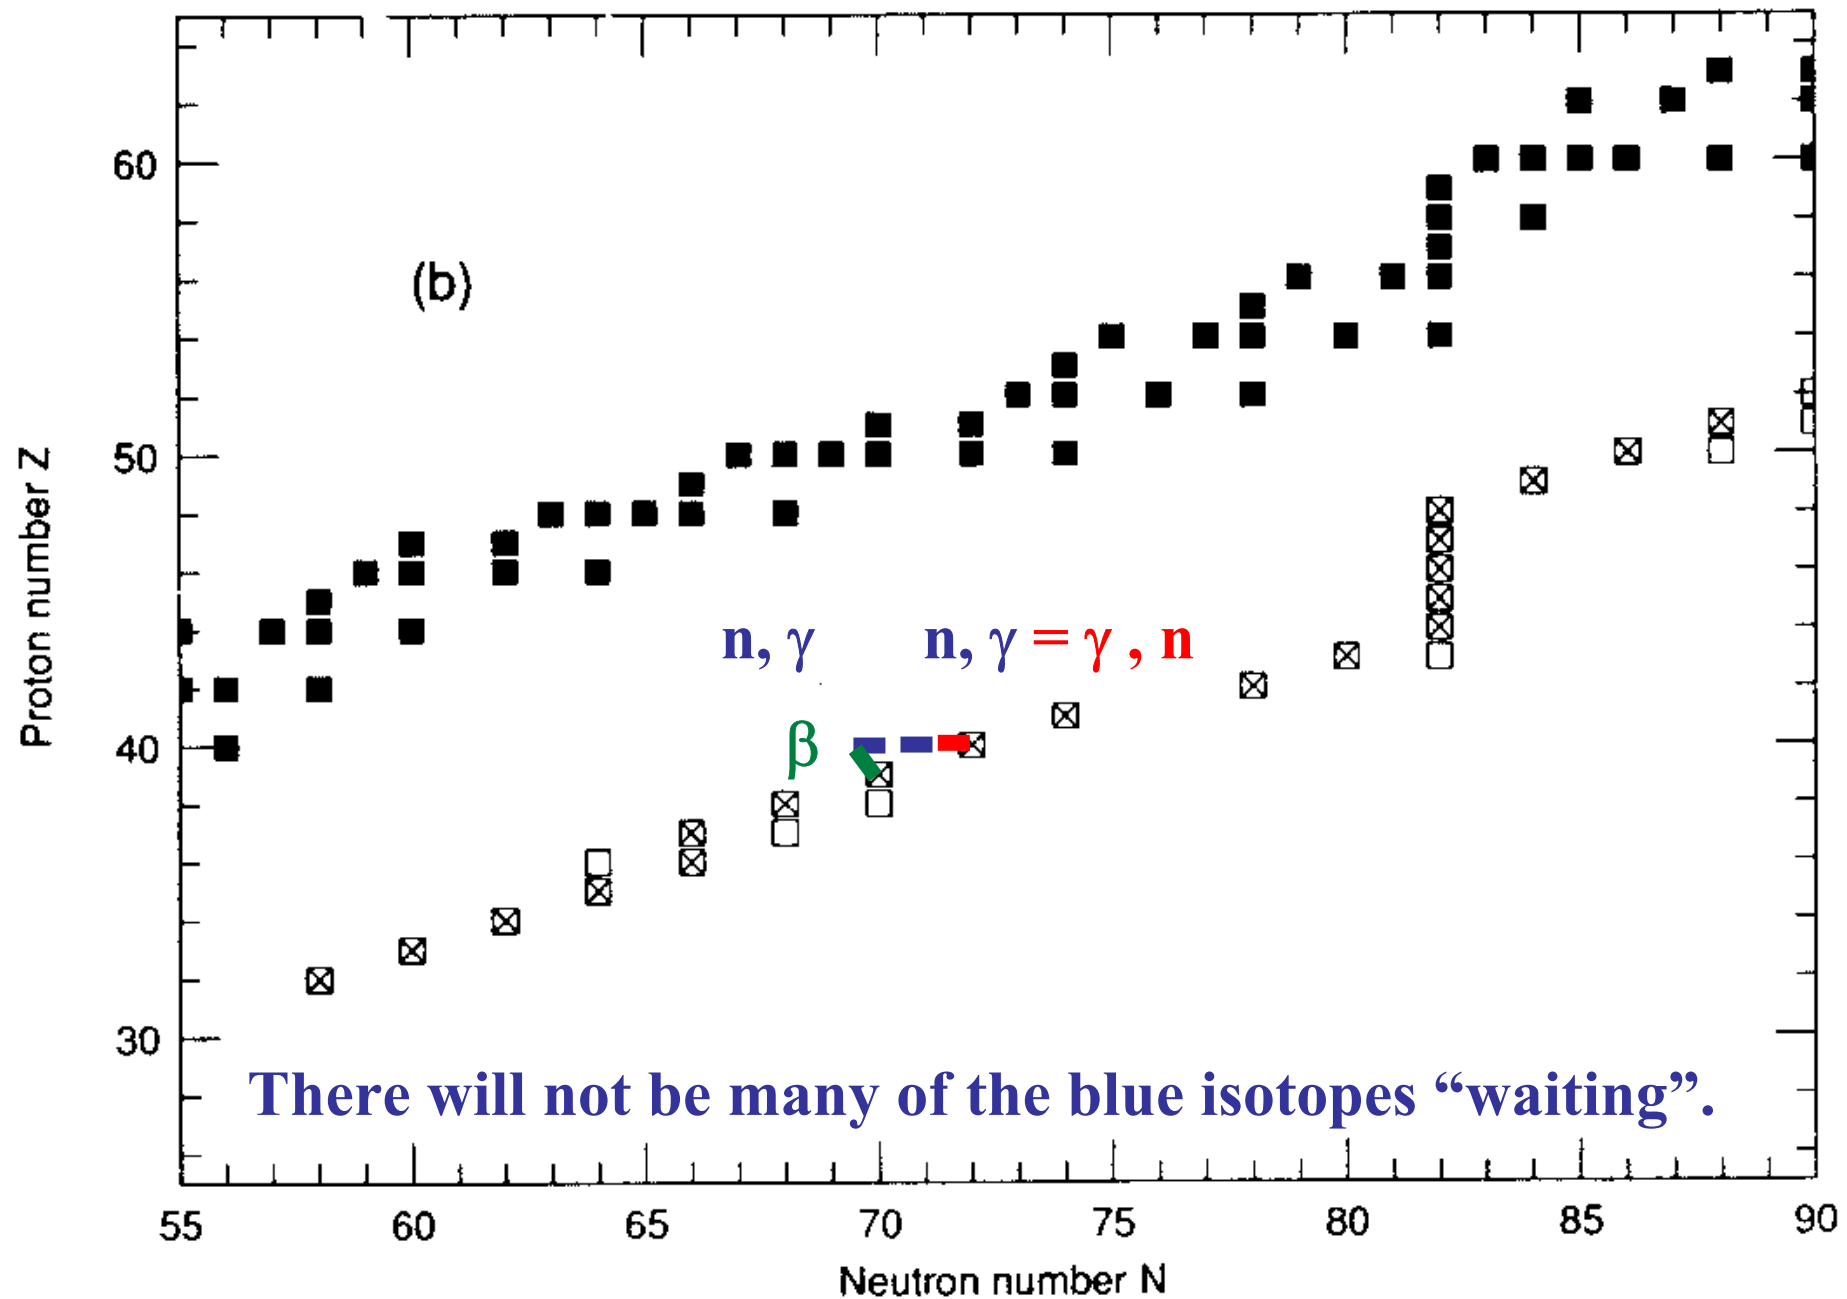 60
(b)
50
Proton number Z
n, γ
n, γ = γ , n
β
40
30
There will not be many of the blue isotopes “waiting”.
55 60 65 70 75 80 85 90
Neutron number N